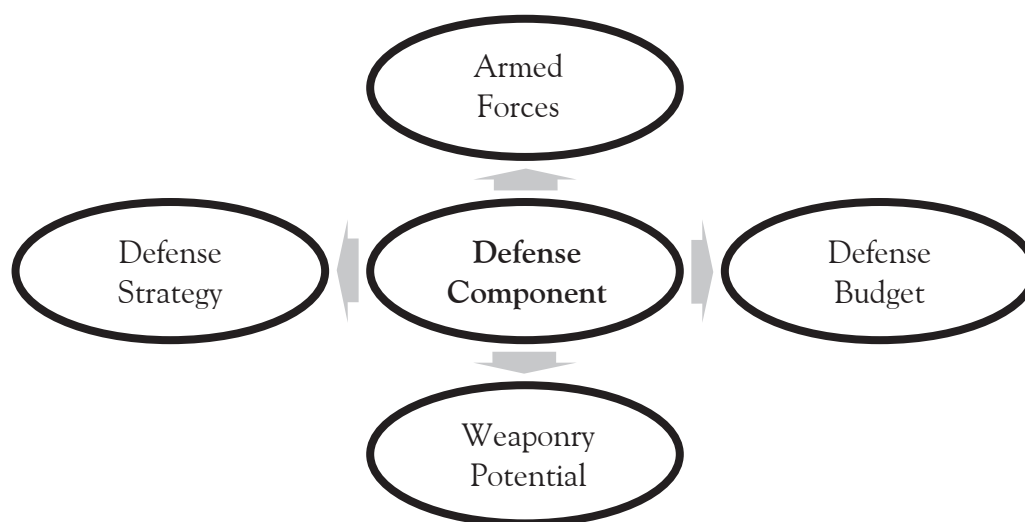 Armed
Forces
Defense
Strategy
Defense
Component
Defense
Budget
Weaponry
Potential